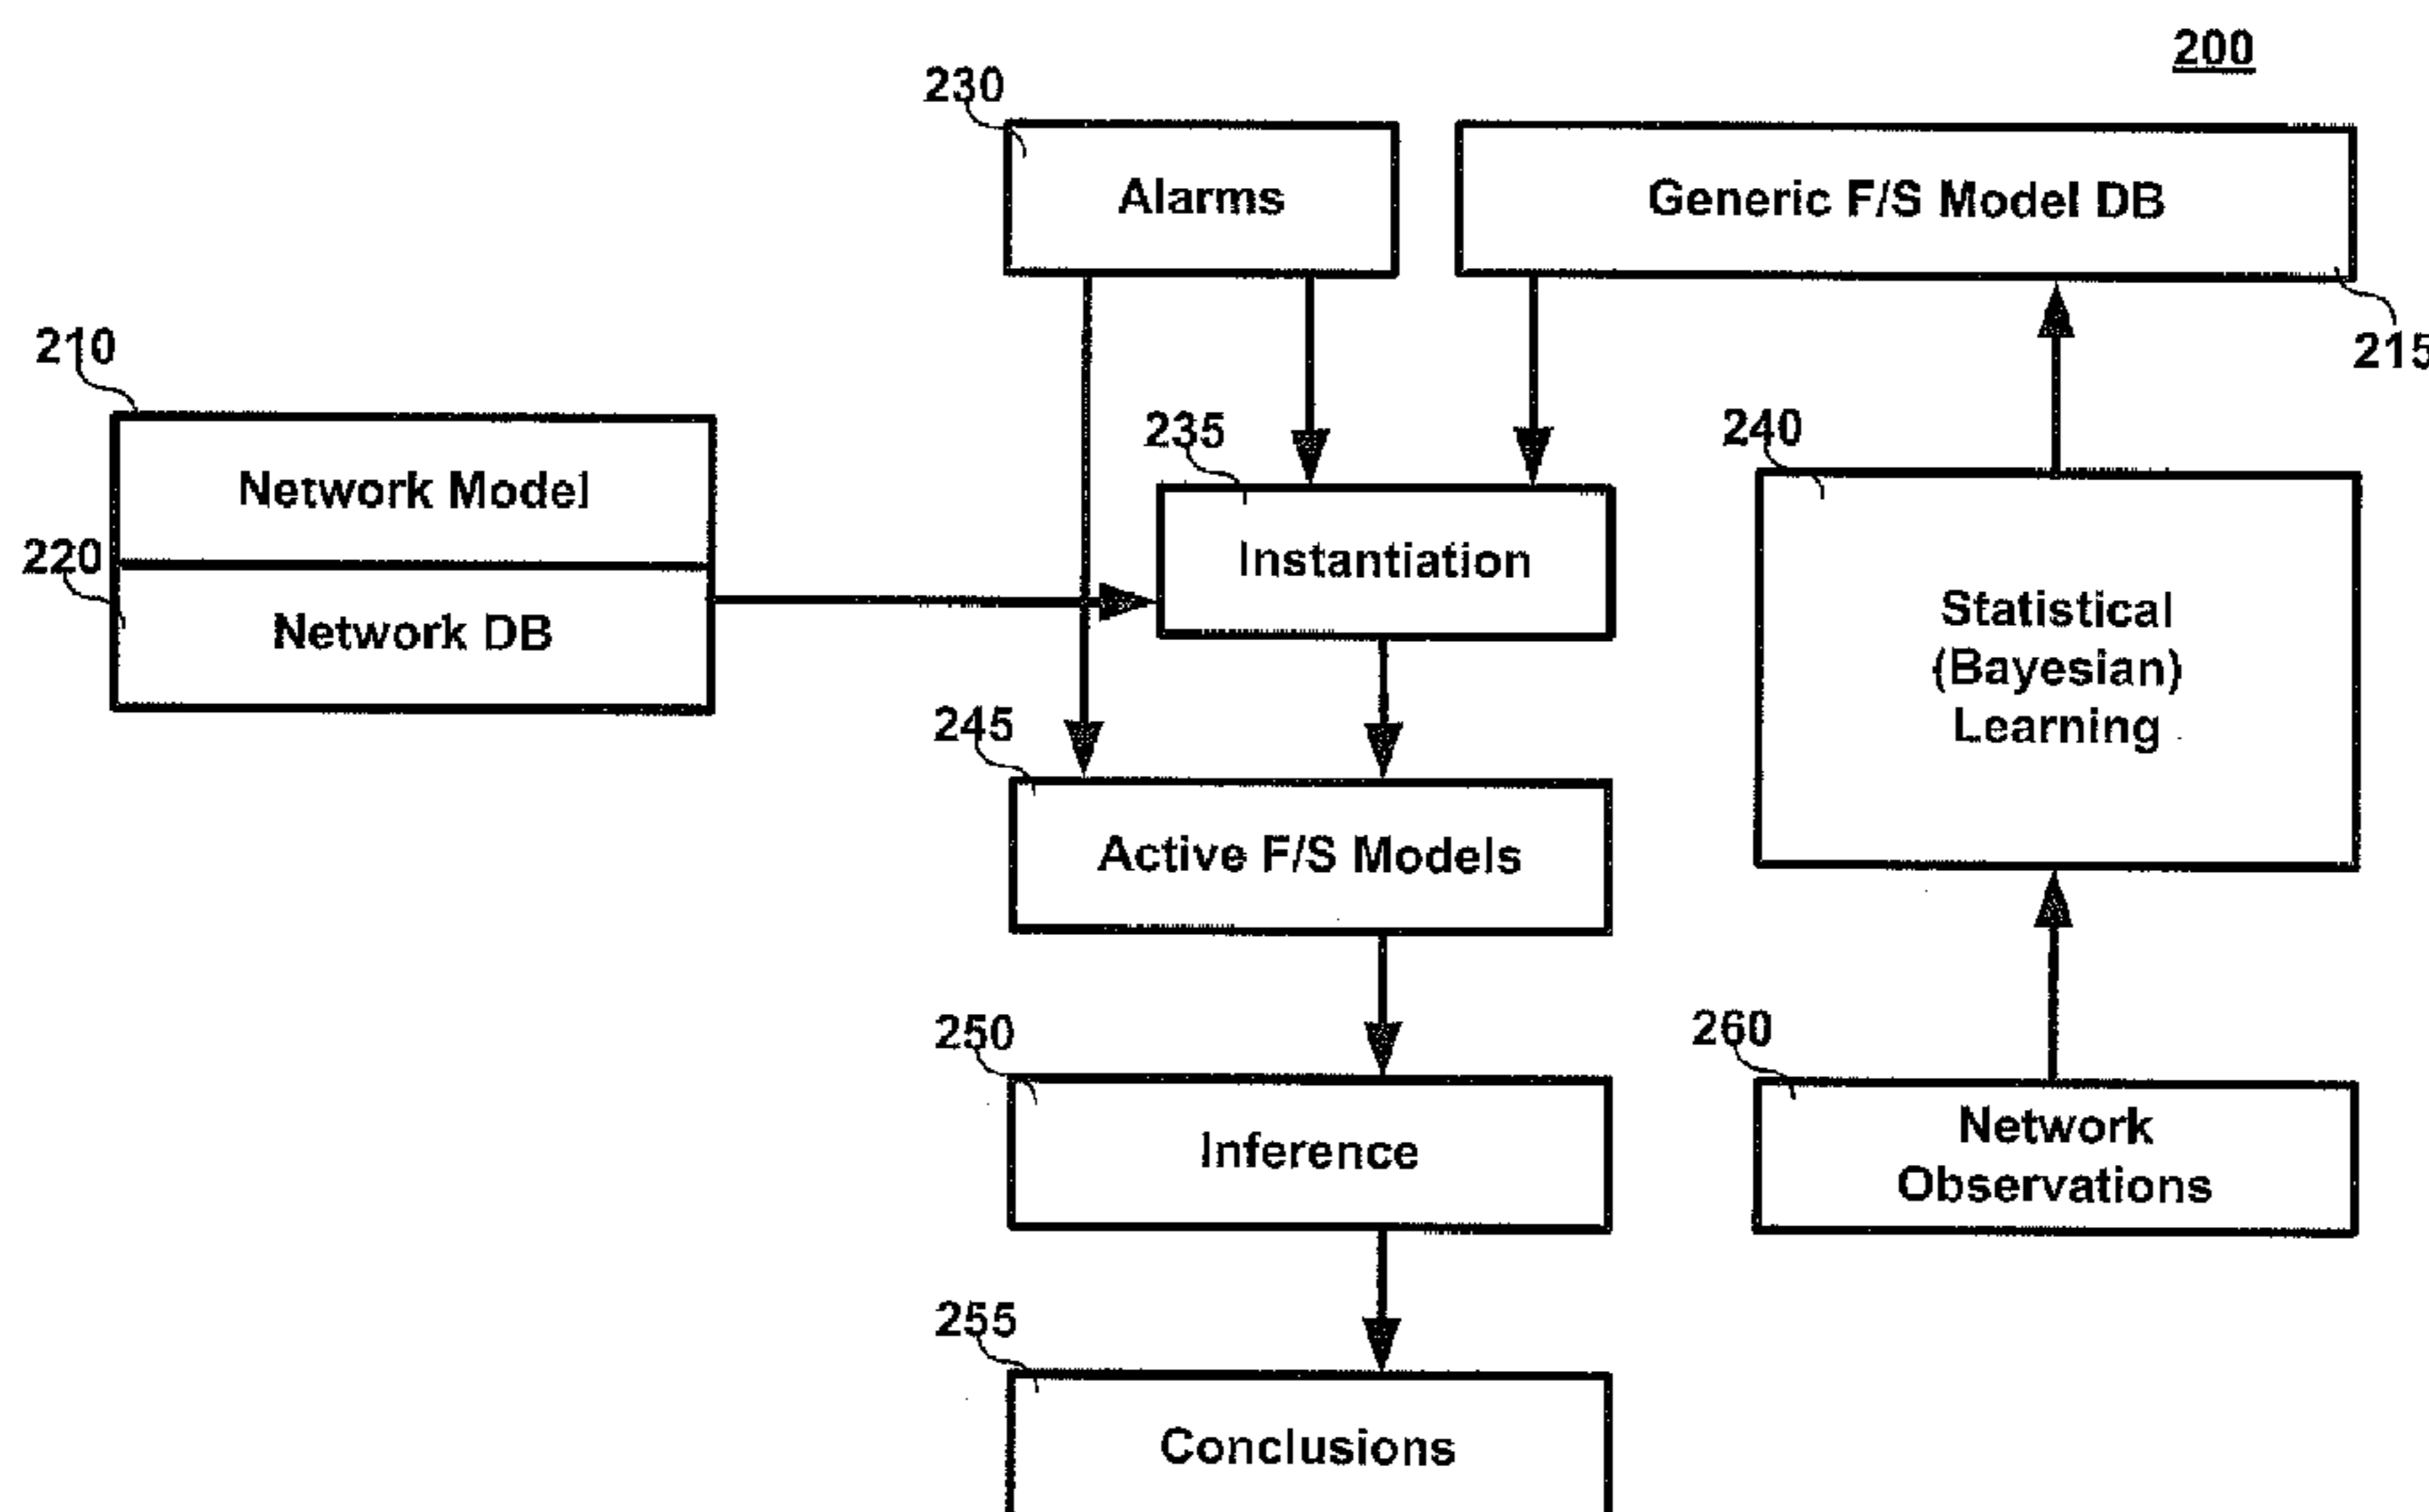 200
230
Alarms
Generic F/S Model DB
215
210
Network Model
220
Network DB
235
Instantiation
240
Statistical
(Bayesian)
Learning
245
Active F/S Models
250
Inference
260
Network
Observations
255
Conclusions